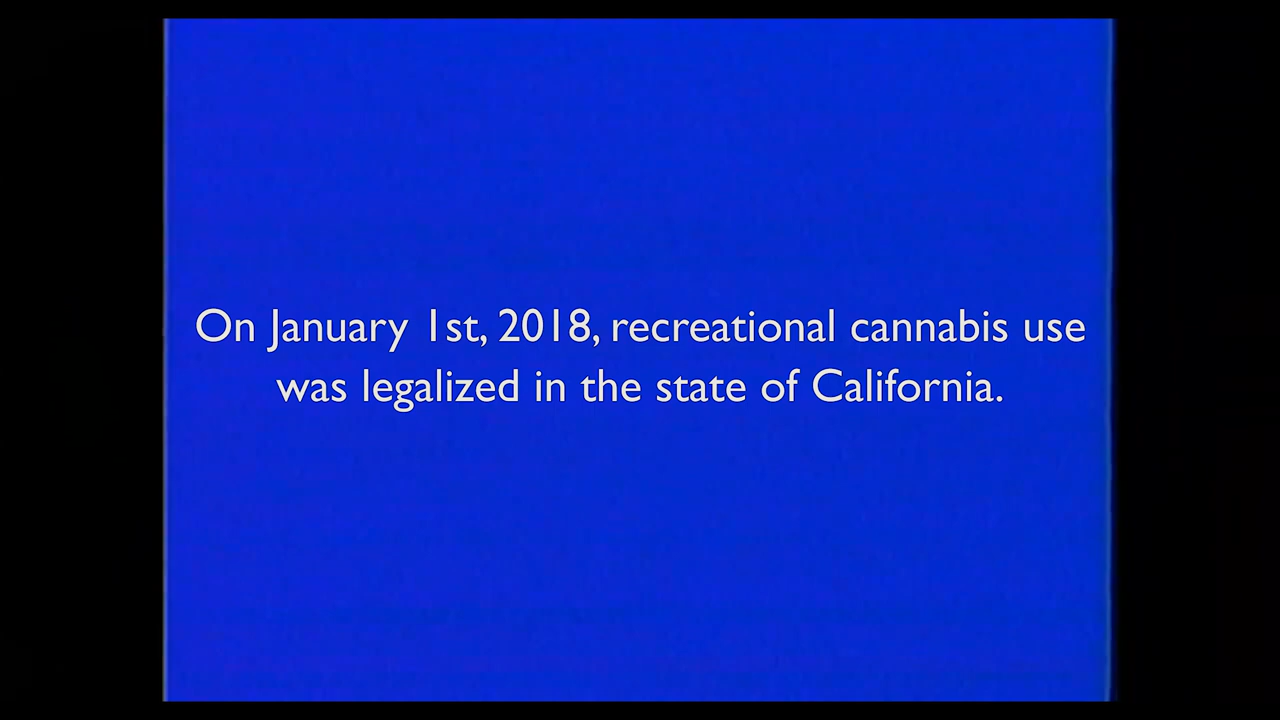 On January 1st, 2018, recreational cannabis use
was legalized in the state of California.